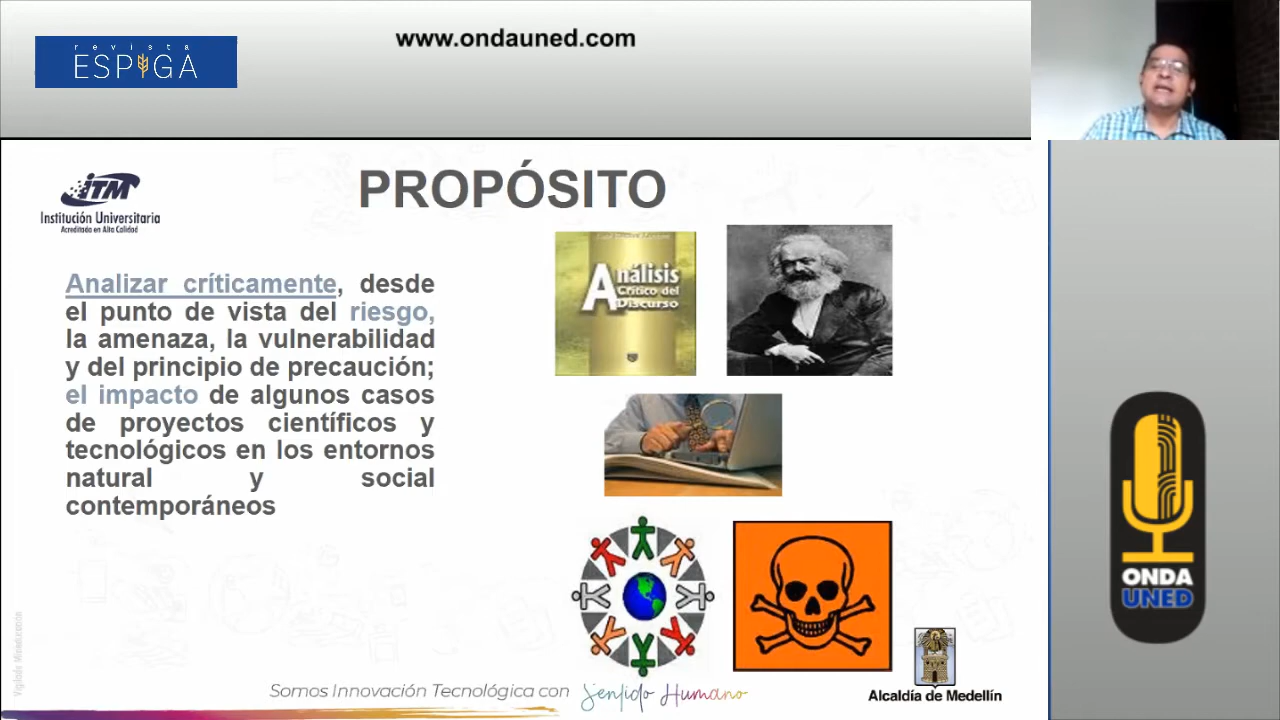 www.ondauned.com
revista
ESPIGA
iTM
Institución Universitaria
Acreditada en Alta Calidad
PROPÓSITO
Analizar críticamente, desde
el punto de vista del riesgo,
la amenaza, la vulnerabilidad
y del principio de precaución;
el impacto de algunos casos
de proyectos científicos y
tecnológicos en los entornos
natural y social
contemporáneos
Análisis
Crítico del
Discurso
ONDA
UNED
Vigilada Mineducación
Somos Innovación Tecnológica con Sentido Humano
Alcaldía de Medellín